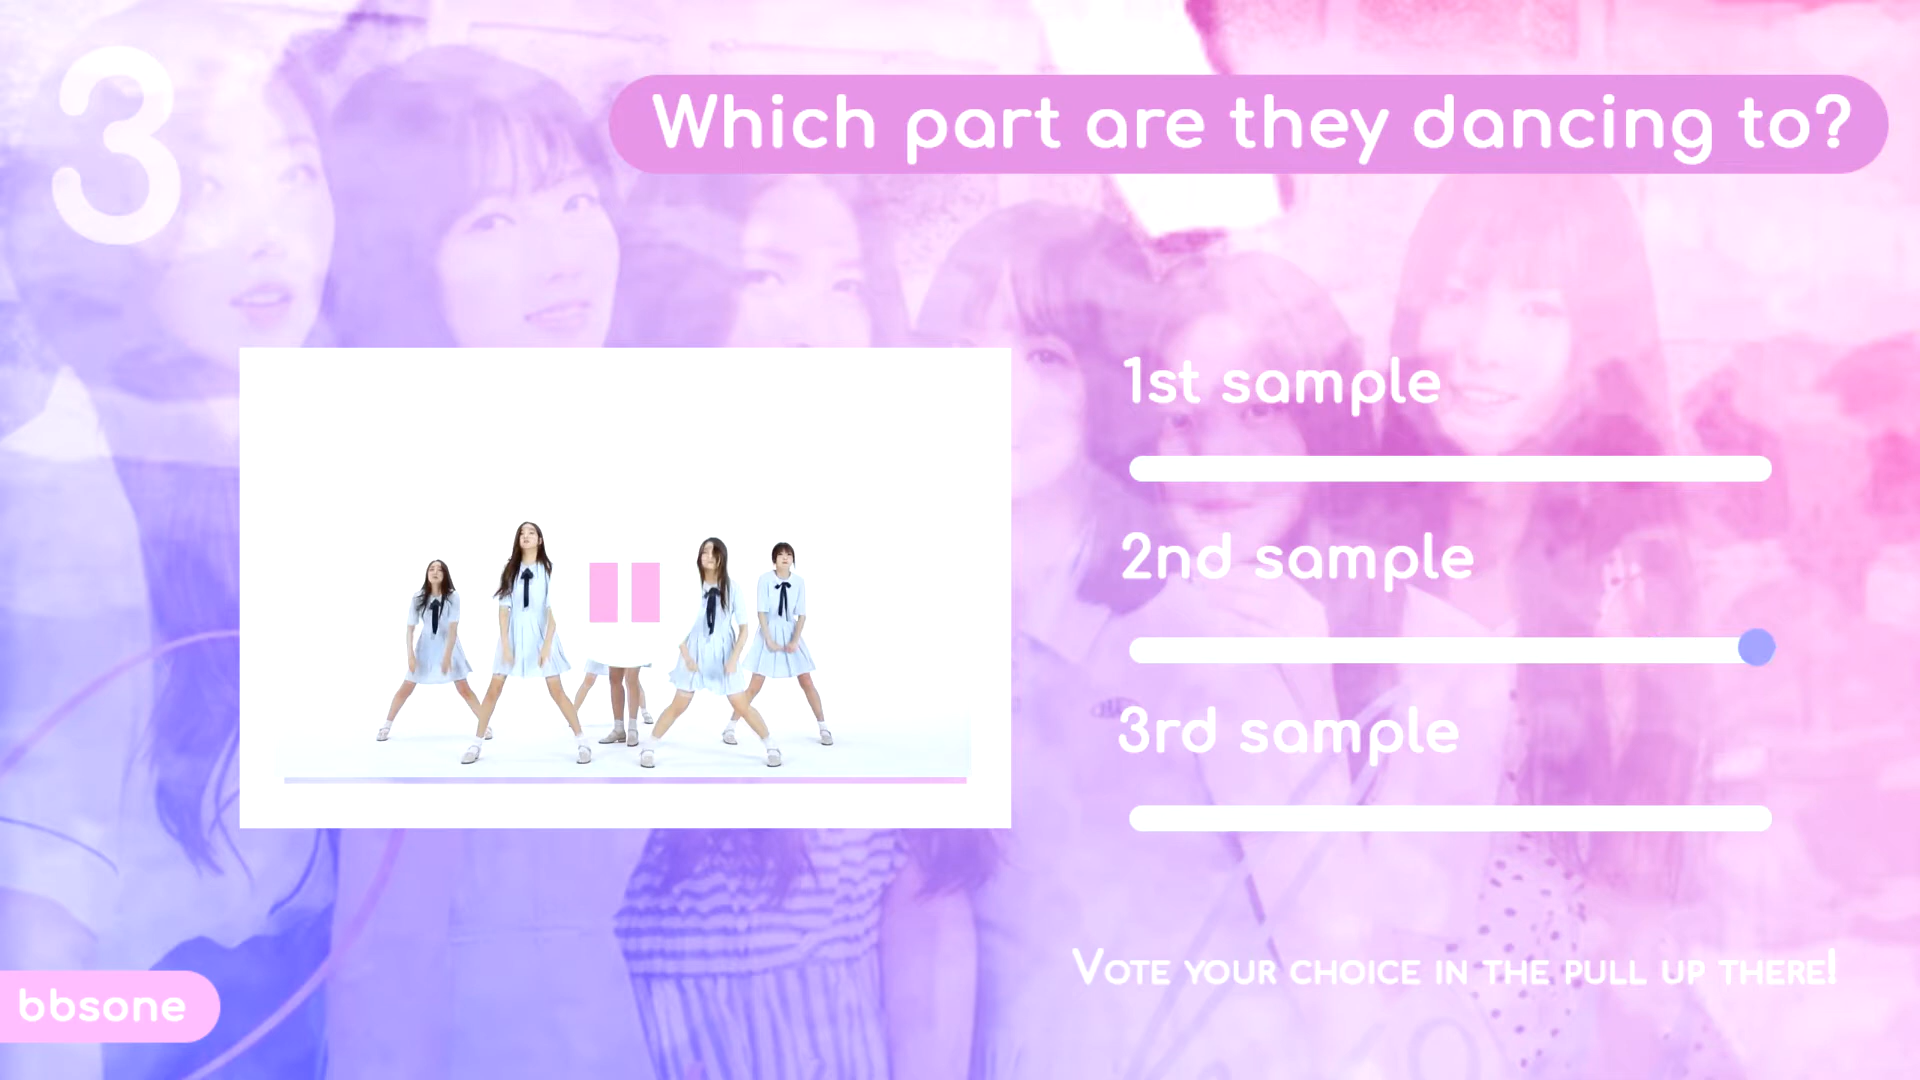 3
Which part are they dancing to?
1st sample
2nd sample
3rd sample
VOTE YOUR CHOICE IN THE PULL UP THERE!
bbsone